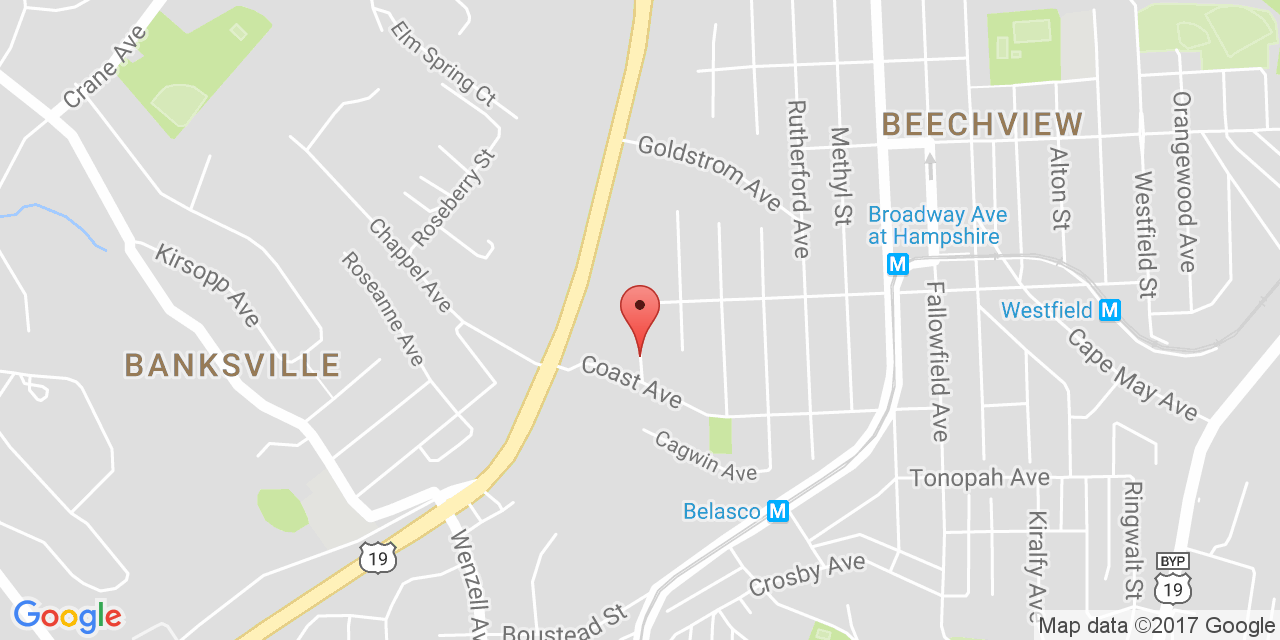 Crane Ave
Elm Spring Ct
Roseberry St
Goldstrom Ave
Rutherford Ave
Methyl St
BEECHVIEW
Alton St
Westfield St
Orangewood Ave
Broadway Ave
at Hampshire
M
Kirsopp Ave
Chappel Ave
Roseanne Ave
Fallowfield Ave
Westfield M
Cape May Ave
BANKSVILLE
Coast Ave
Cagwin Ave
Tonopah Ave
Belasco M
Kiralfy Ave
Ringwalt St
19
Wenzell Av
Crosby Ave
BYP
19
Boustead St
Google
Map data ©2017 Google